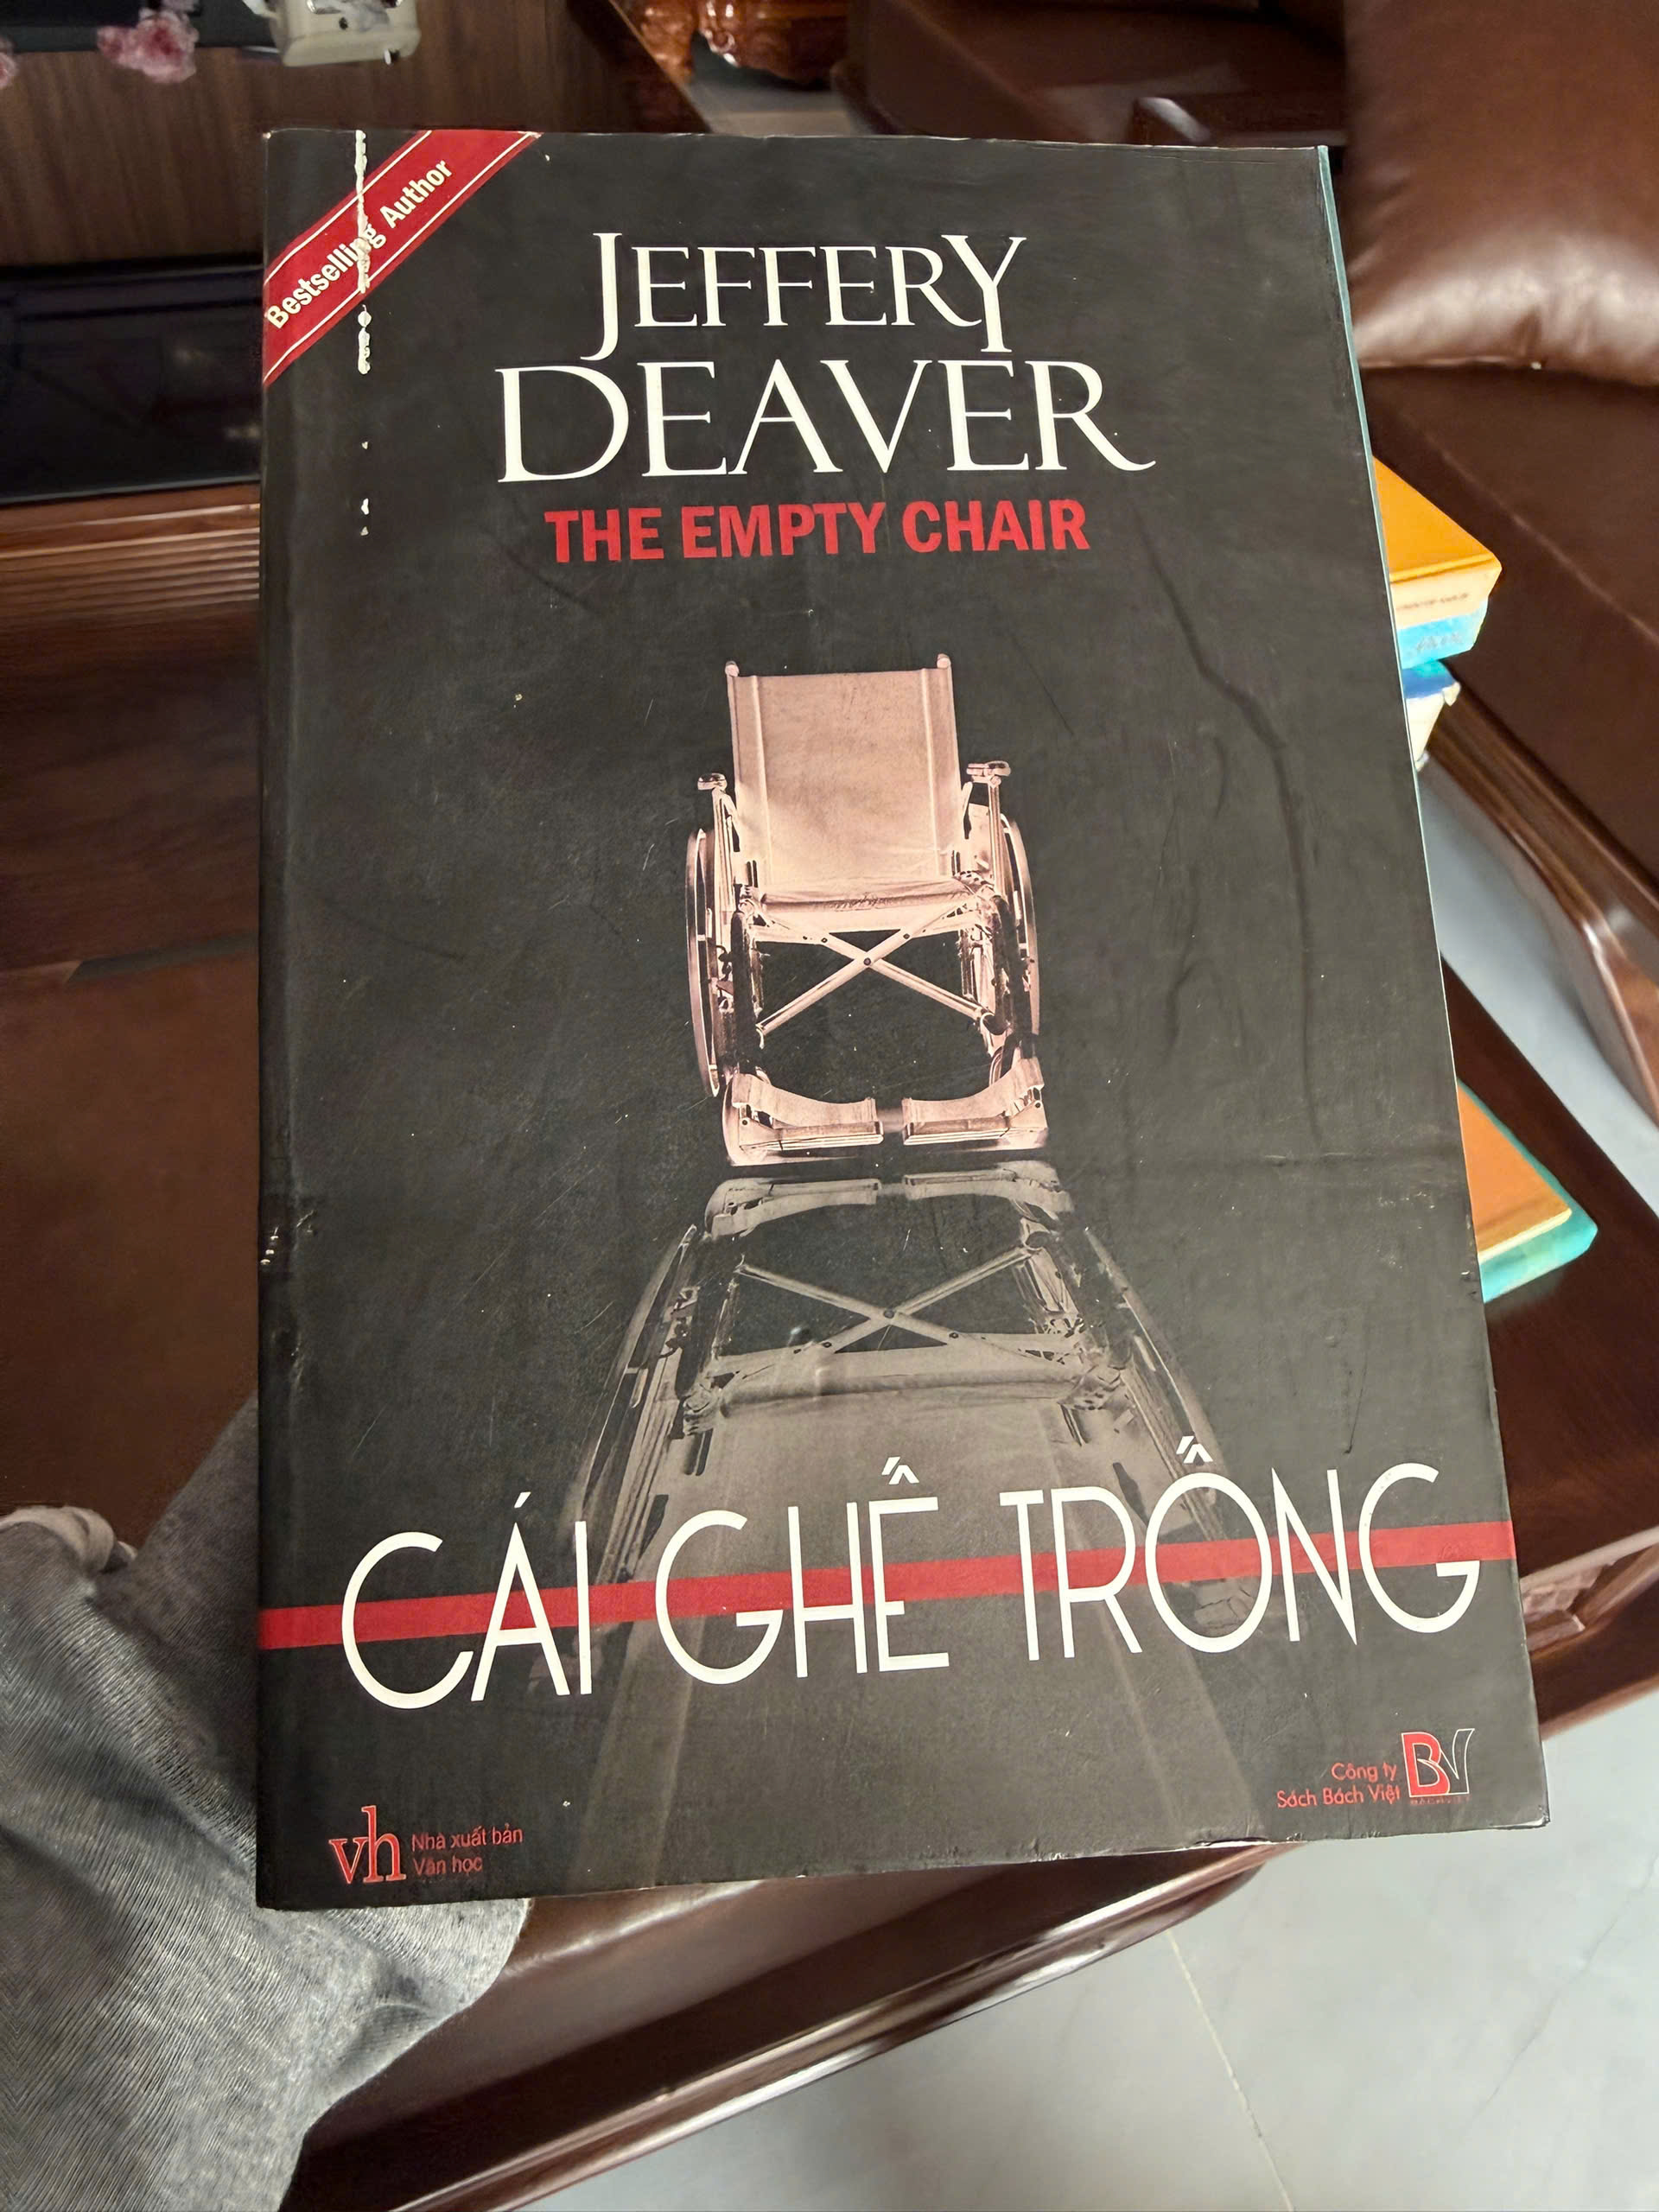 Bestselling Author
JEFFERY
DEAVER
THE EMPTY CHAIR
CÁI GHẾ TRỐNG
Công ty
Sách Bách Việt
BV
vh
Nhà xuất bản
Văn học